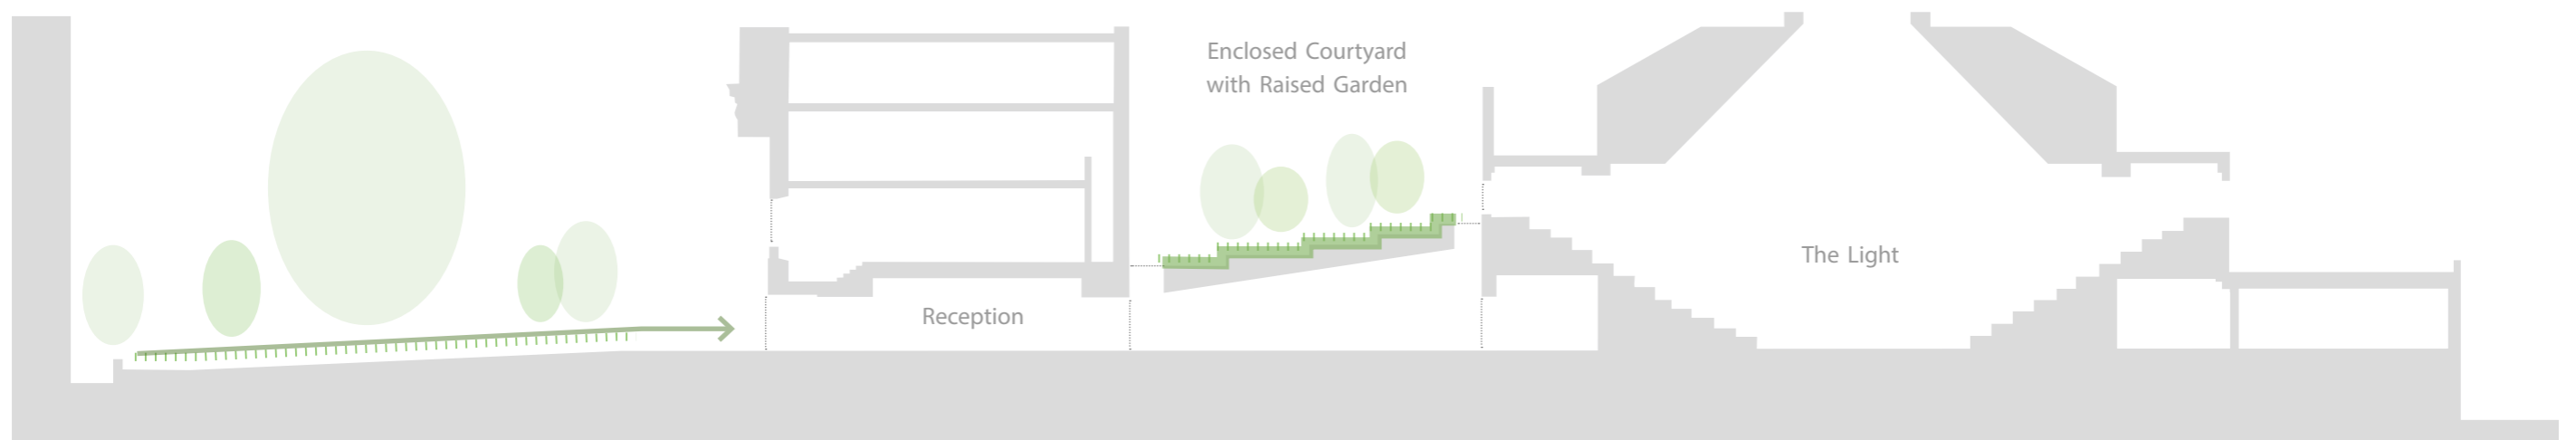 Enclosed Courtyard
with Raised Garden
The Light
Reception